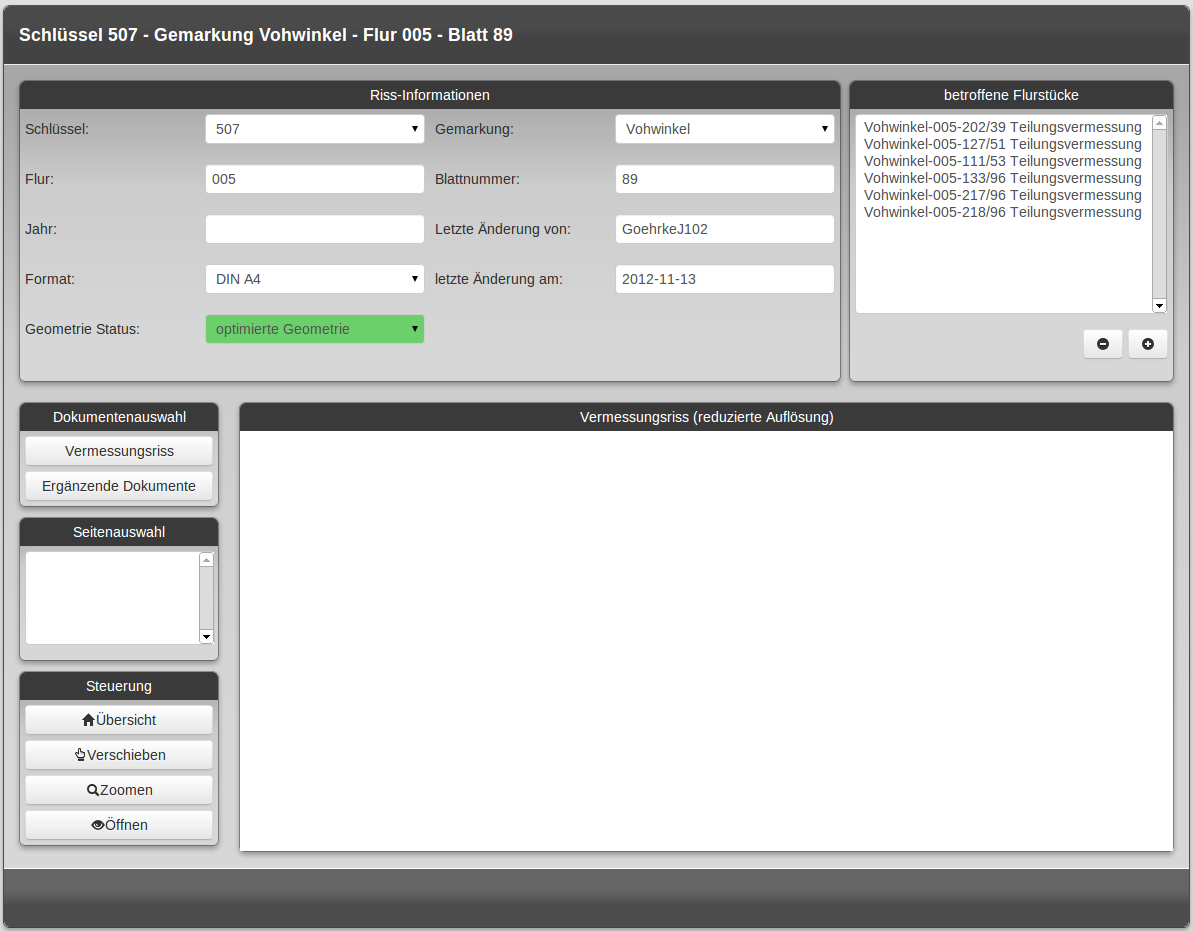 Schlüssel 507 - Gemarkung Vohwinkel - Flur 005 - Blatt 89
Riss-Informationen
Schlüssel: 507 Gemarkung: Vohwinkel
Flur: 005 Blattnummer: 89
Jahr: Letzte Änderung von: GoehrkeJ102
Format: DIN A4 letzte Änderung am: 2012-11-13
Geometrie Status: optimierte Geometrie
betroffene Flurstücke
Vohwinkel-005-202/39 Teilungsvermessung
Vohwinkel-005-127/51 Teilungsvermessung
Vohwinkel-005-111/53 Teilungsvermessung
Vohwinkel-005-133/96 Teilungsvermessung
Vohwinkel-005-217/96 Teilungsvermessung
Vohwinkel-005-218/96 Teilungsvermessung
Dokumentenauswahl
Vermessungsriss
Ergänzende Dokumente
Seitenauswahl
Steuerung
Übersicht
Verschieben
Zoomen
Öffnen
Vermessungsriss (reduzierte Auflösung)